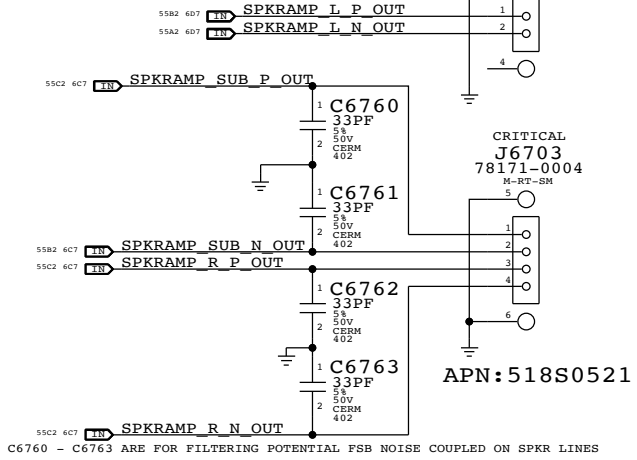 55B2 6D7 IN SPKRAMP_L_P_OUT 1
55A2 6D7 IN SPKRAMP_L_N_OUT 2
4
55C2 6C7 IN SPKRAMP_SUB_P_OUT
1 C6760
33PF
5%
50V
2 CERM
402
CRITICAL
J6703
78171-0004
M-RT-SM
5
1 C6761
33PF
5%
50V
2 CERM
402
1
55B2 6C7 IN SPKRAMP_SUB_N_OUT 2
55C2 6C7 IN SPKRAMP_R_P_OUT 3
4
1 C6762
33PF
5%
50V
2 CERM
402
6
1 C6763
33PF
5%
50V
2 CERM
402
APN:518S0521
55C2 6C7 IN SPKRAMP_R_N_OUT
C6760 - C6763 ARE FOR FILTERING POTENTIAL FSB NOISE COUPLED ON SPKR LINES